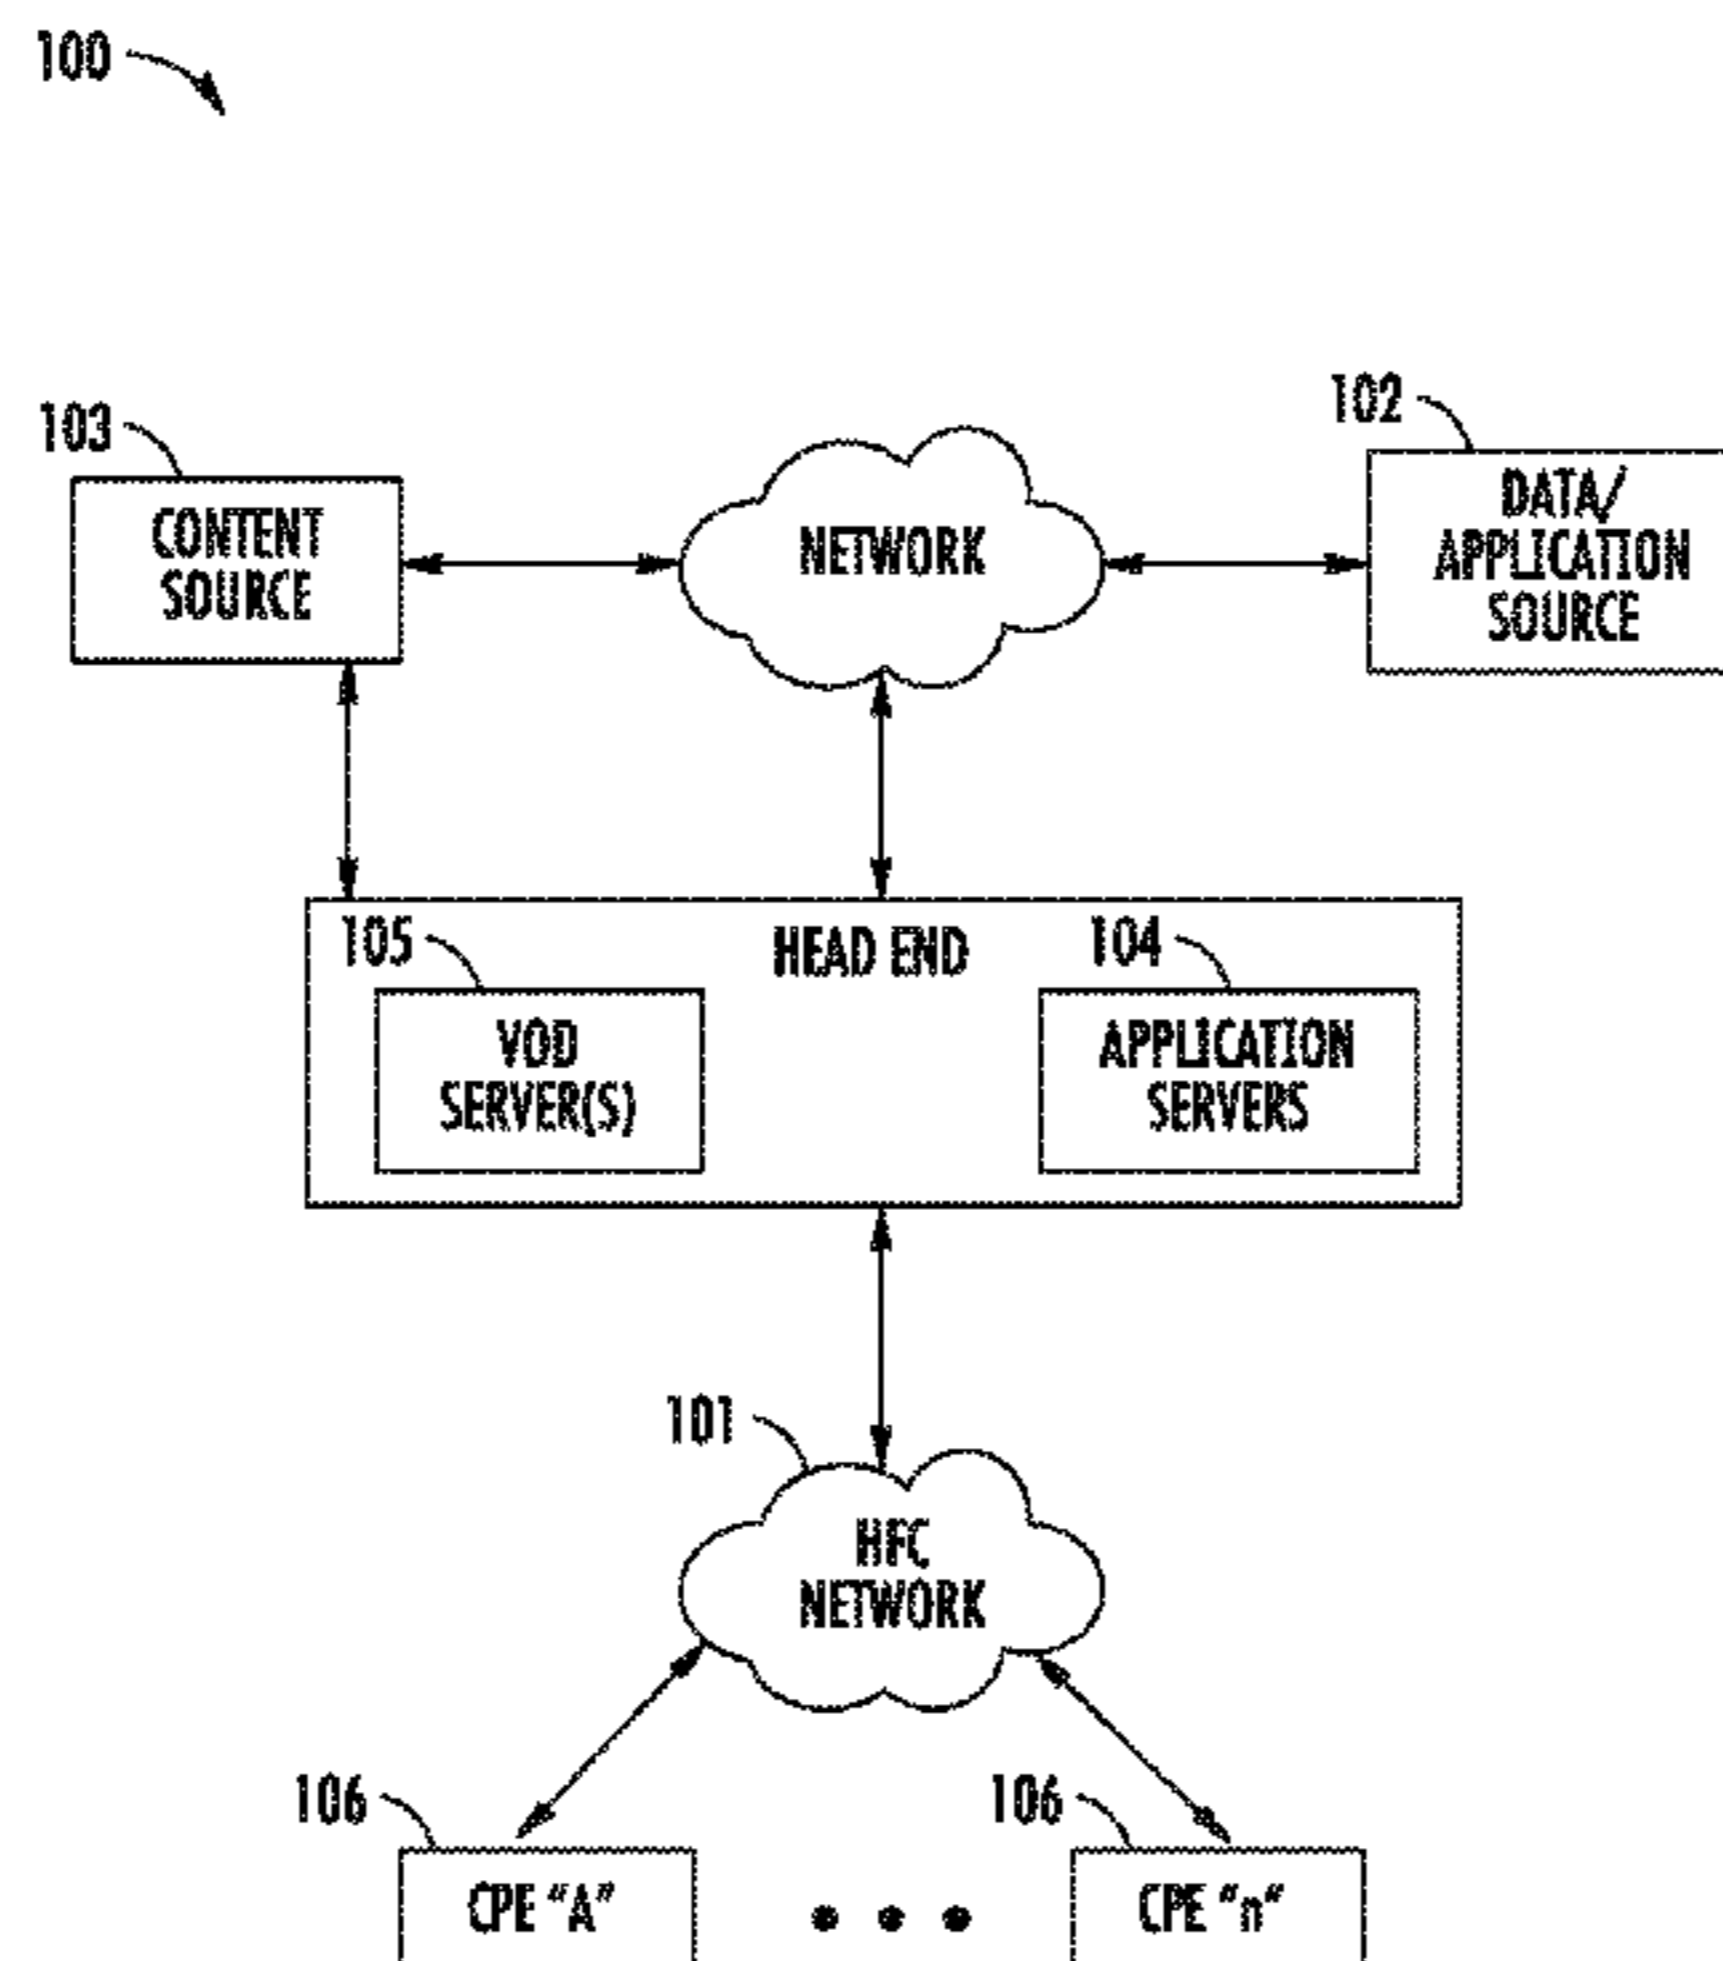 100
103
102
CONTENT
SOURCE
NETWORK
DATA/
APPLICATION
SOURCE
105
HEAD END
104
VOD
SERVER(S)
APPLICATION
SERVERS
101
HFC
NETWORK
106
106
CPE "A"
CPE "n"